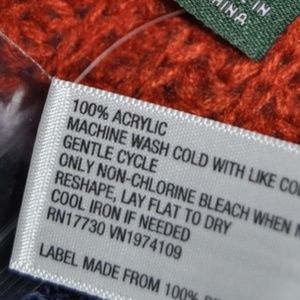 IN
CHINA
100% ACRYLIC
MACHINE WASH COLD WITH LIKE
GENTLE CYCLE
ONLY NON-CHLORINE BLEACH WHEN
RESHAPE, LAY FLAT TO DRY
COOL IRON IF NEEDED
RN17730 VN1974109
LABEL MADE FROM 100%